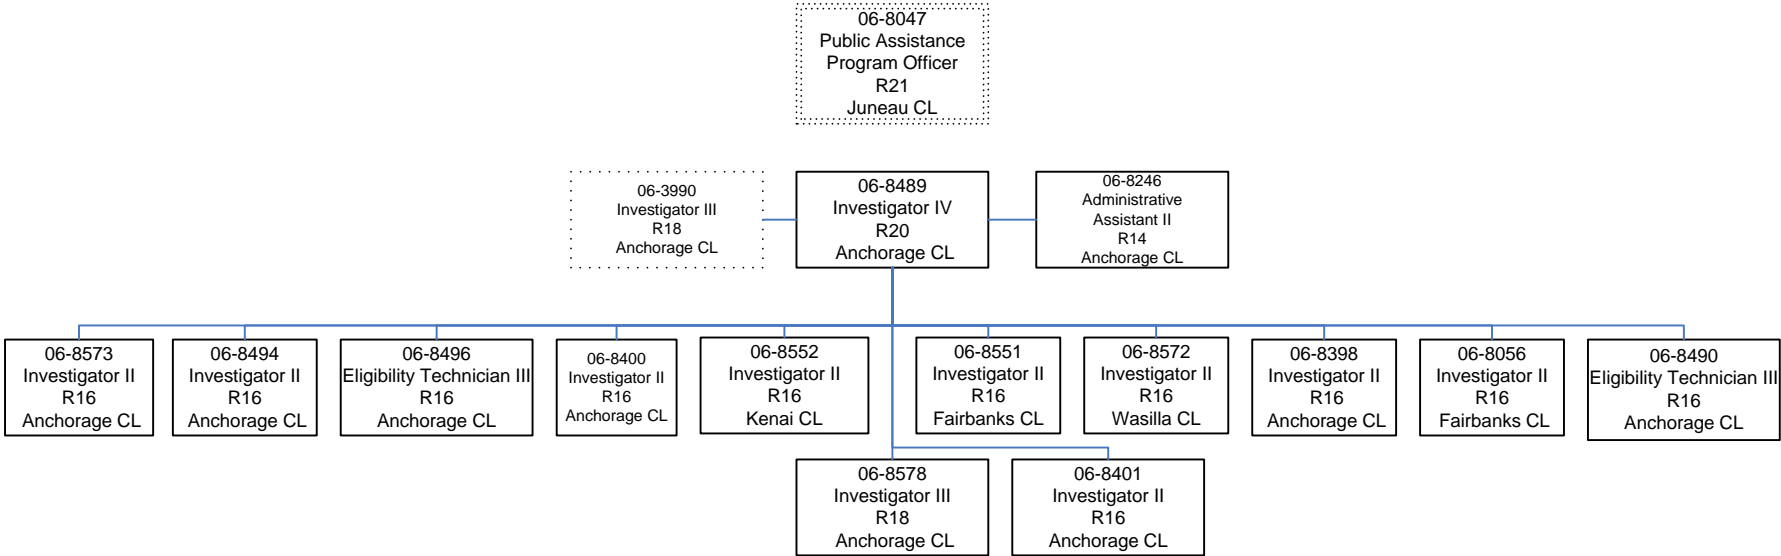 06-8047
Public Assistance
Program Officer
R21
Juneau CL
06-3990
Investigator III
R18
Anchorage CL
06-8489
Investigator IV
R20
Anchorage CL
06-8246
Administrative
Assistant II
R14
Anchorage CL
06-8573
Investigator II
R16
Anchorage CL
06-8494
Investigator II
R16
Anchorage CL
06-8496
Eligibility Technician III
R16
Anchorage CL
06-8400
Investigator II
R16
Anchorage CL
06-8552
Investigator II
R16
Kenai CL
06-8551
Investigator II
R16
Fairbanks CL
06-8572
Investigator II
R16
Wasilla CL
06-8398
Investigator II
R16
Anchorage CL
06-8056
Investigator II
R16
Fairbanks CL
06-8490
Eligibility Technician III
R16
Anchorage CL
06-8578
Investigator III
R18
Anchorage CL
06-8401
Investigator II
R16
Anchorage CL